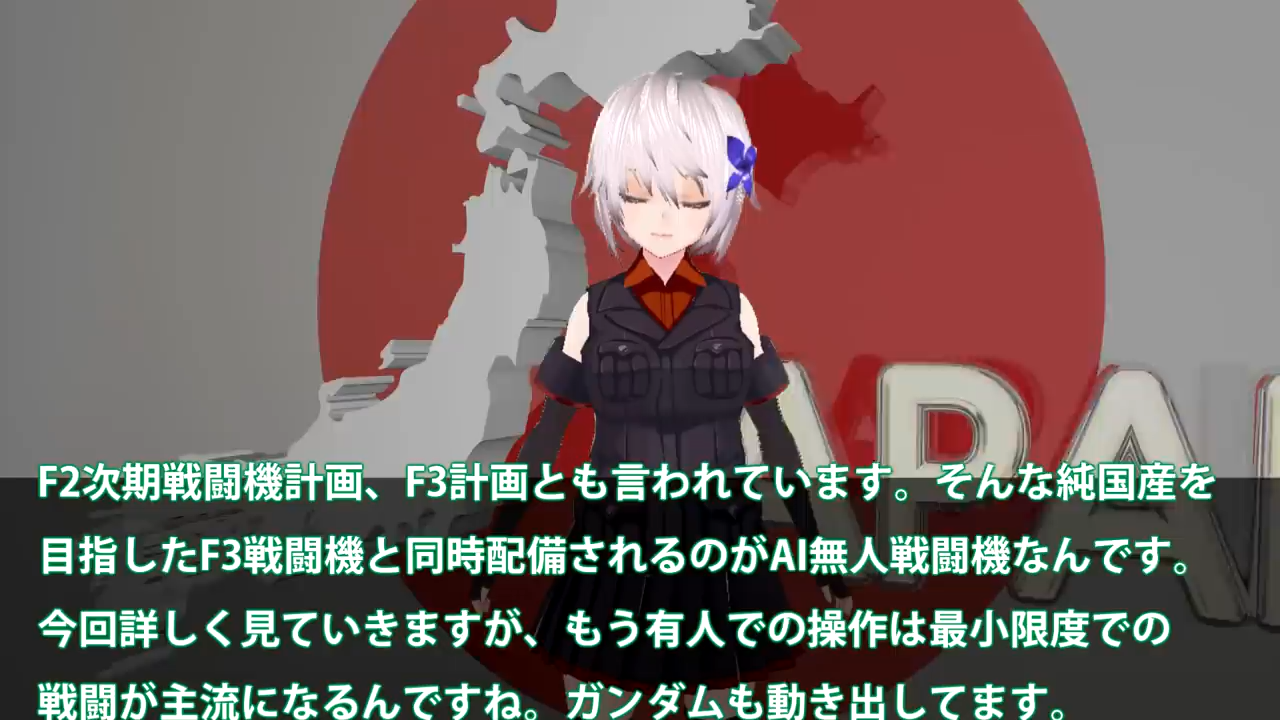 JAPAN
F2次期戦闘機計画、F3計画とも言われています。そんな純国産を
目指したF3戦闘機と同時配備されるのがAI無人戦闘機なんです。
今回詳しく見ていきますが、もう有人での操作は最小限度での
戦闘が主流になるんですね。ガンダムも動き出してます。